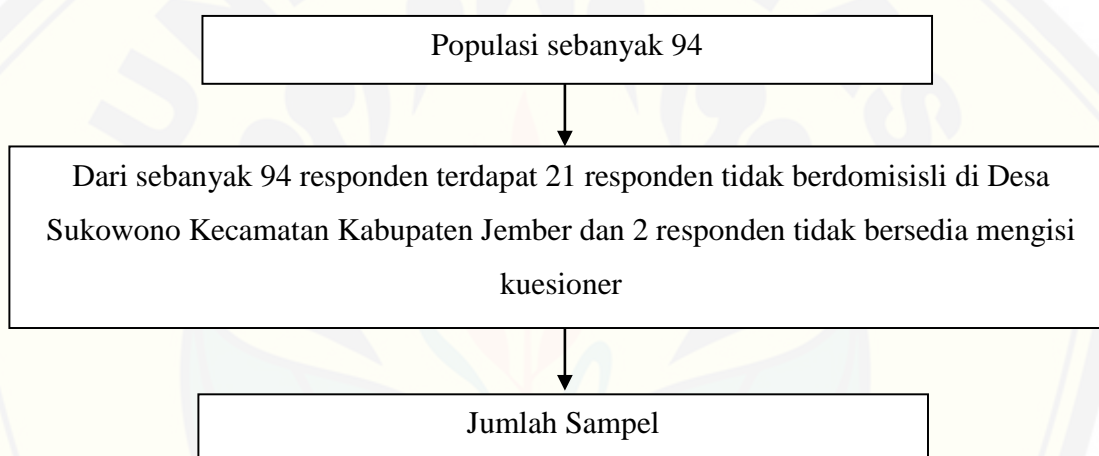 Populasi sebanyak 94
Dari sebanyak 94 responden terdapat 21 responden tidak berdomisisli di Desa
Sukowono Kecamatan Kabupaten Jember dan 2 responden tidak bersedia mengisi
kuesioner
Jumlah Sampel